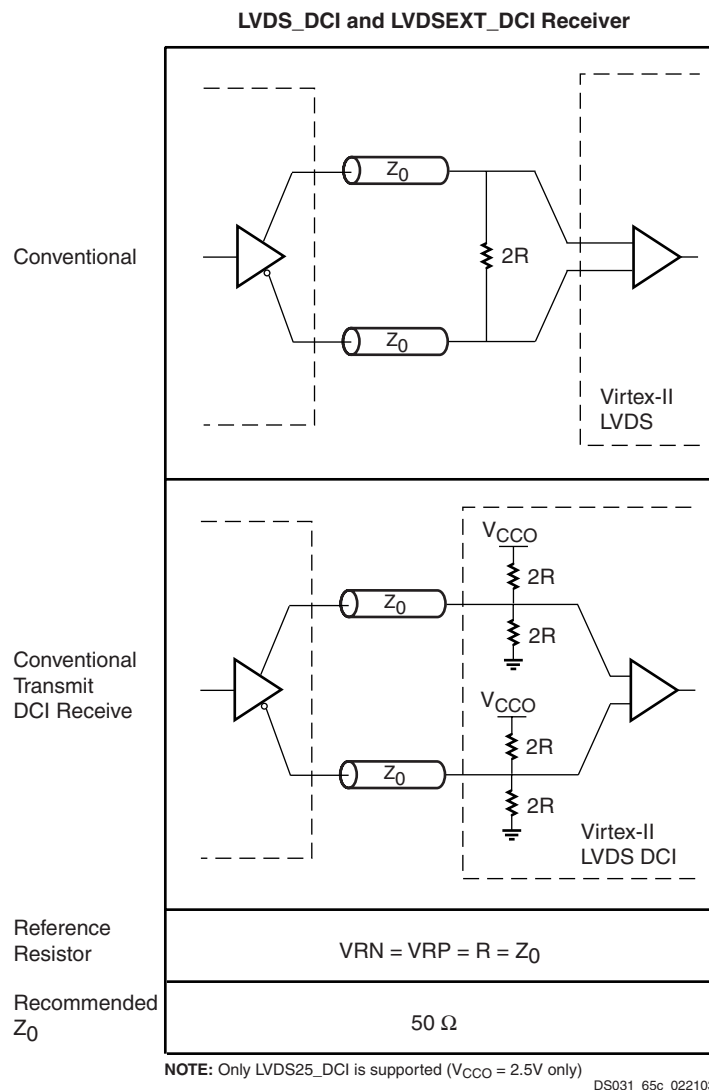 LVDS_DCI and LVDSEXT_DCI Receiver
Conventional
Z0
2R
Z0
Virtex-II
LVDS
Conventional
Transmit
DCI Receive
VCCO
2R
Z0
2R
VCCO
2R
Z0
2R
Virtex-II
LVDS DCI
Reference
Resistor
VRN = VRP = R = Z0
Recommended
Z0
50 Ω
NOTE: Only LVDS25_DCI is supported (VCCO = 2.5V only)
DS031_65c_022103